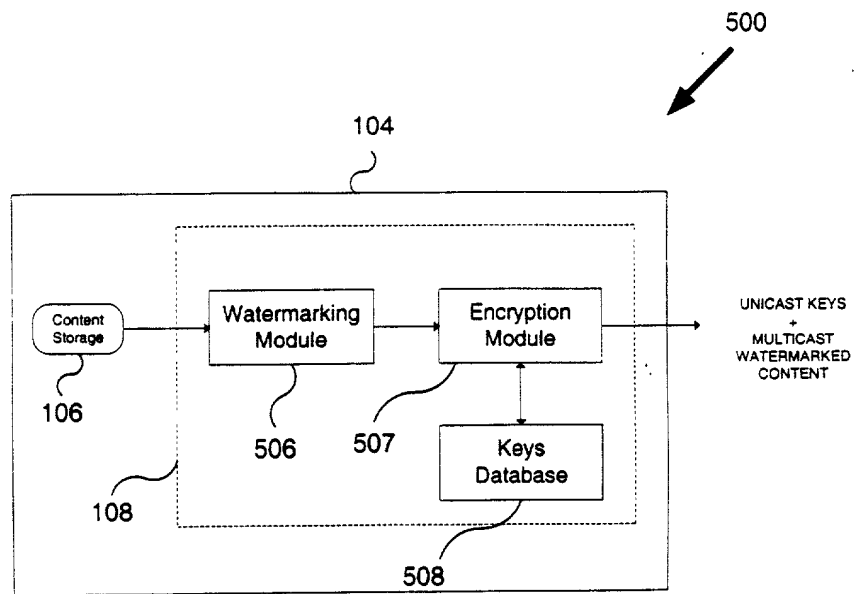 500
104
Content
Storage
106
Watermarking
Module
506
Encryption
Module
507
Keys
Database
508
108
UNICAST KEYS
+
MULTICAST
WATERMARKED
CONTENT